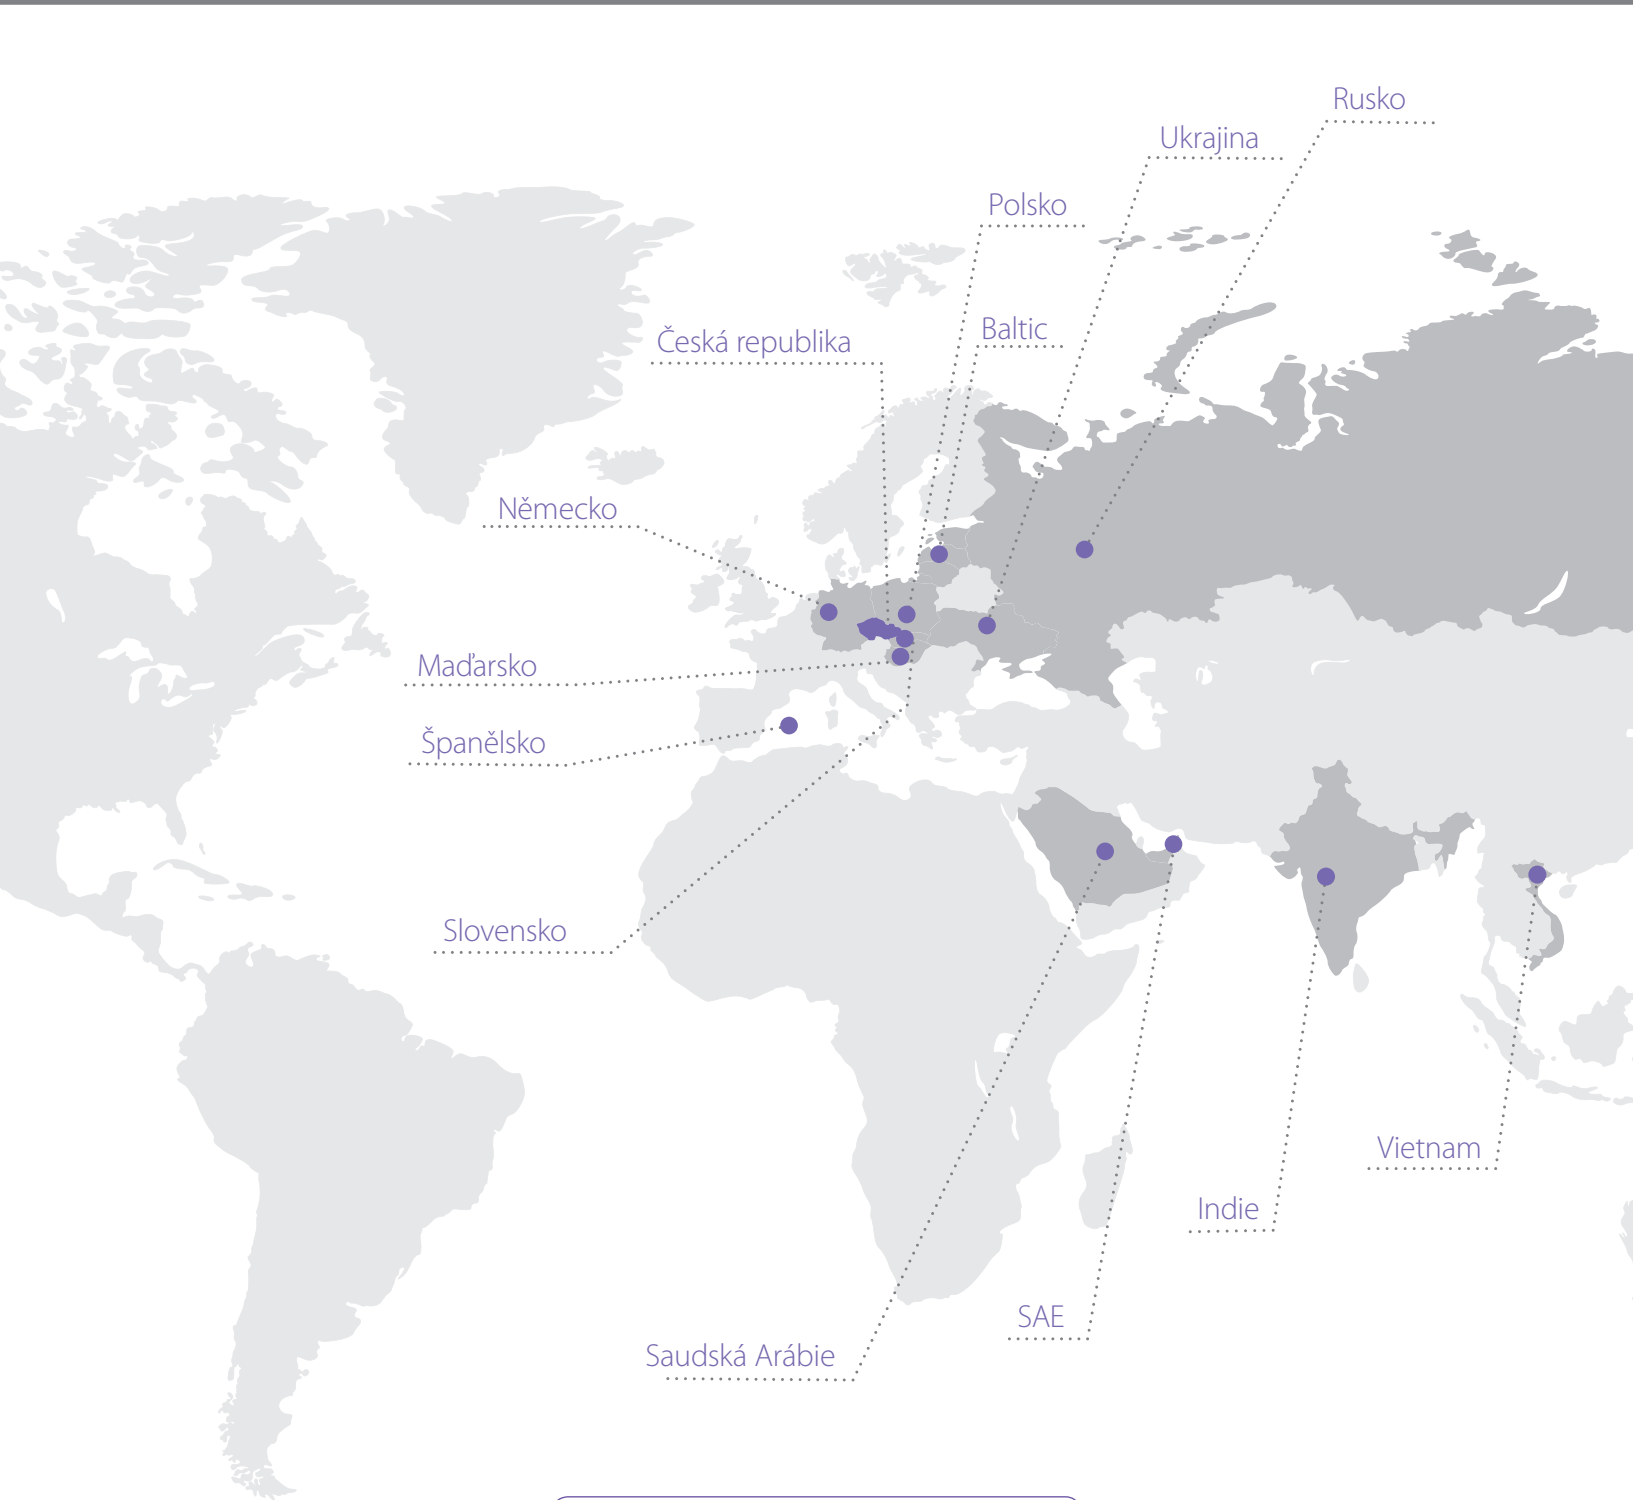 Rusko
Ukrajina
Polsko
Baltic
Česká republika
Německo
Maďarsko
Španělsko
Slovensko
Vietnam
Indie
SAE
Saudská Arábie